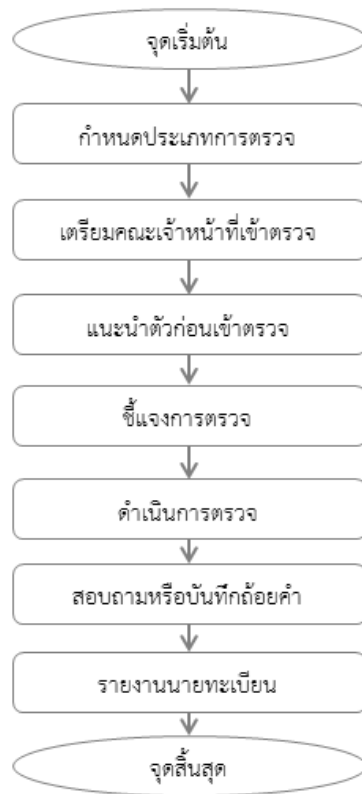 จุดเริ่มต้น
กำหนดประเภทการตรวจ
เตรียมคณะเจ้าหน้าที่เข้าตรวจ
แนะนำตัวก่อนเข้าตรวจ
ชี้แจงการตรวจ
ดำเนินการตรวจ
สอบถามหรือบันทึกถ้อยคำ
รายงานนายทะเบียน
จุดสิ้นสุด